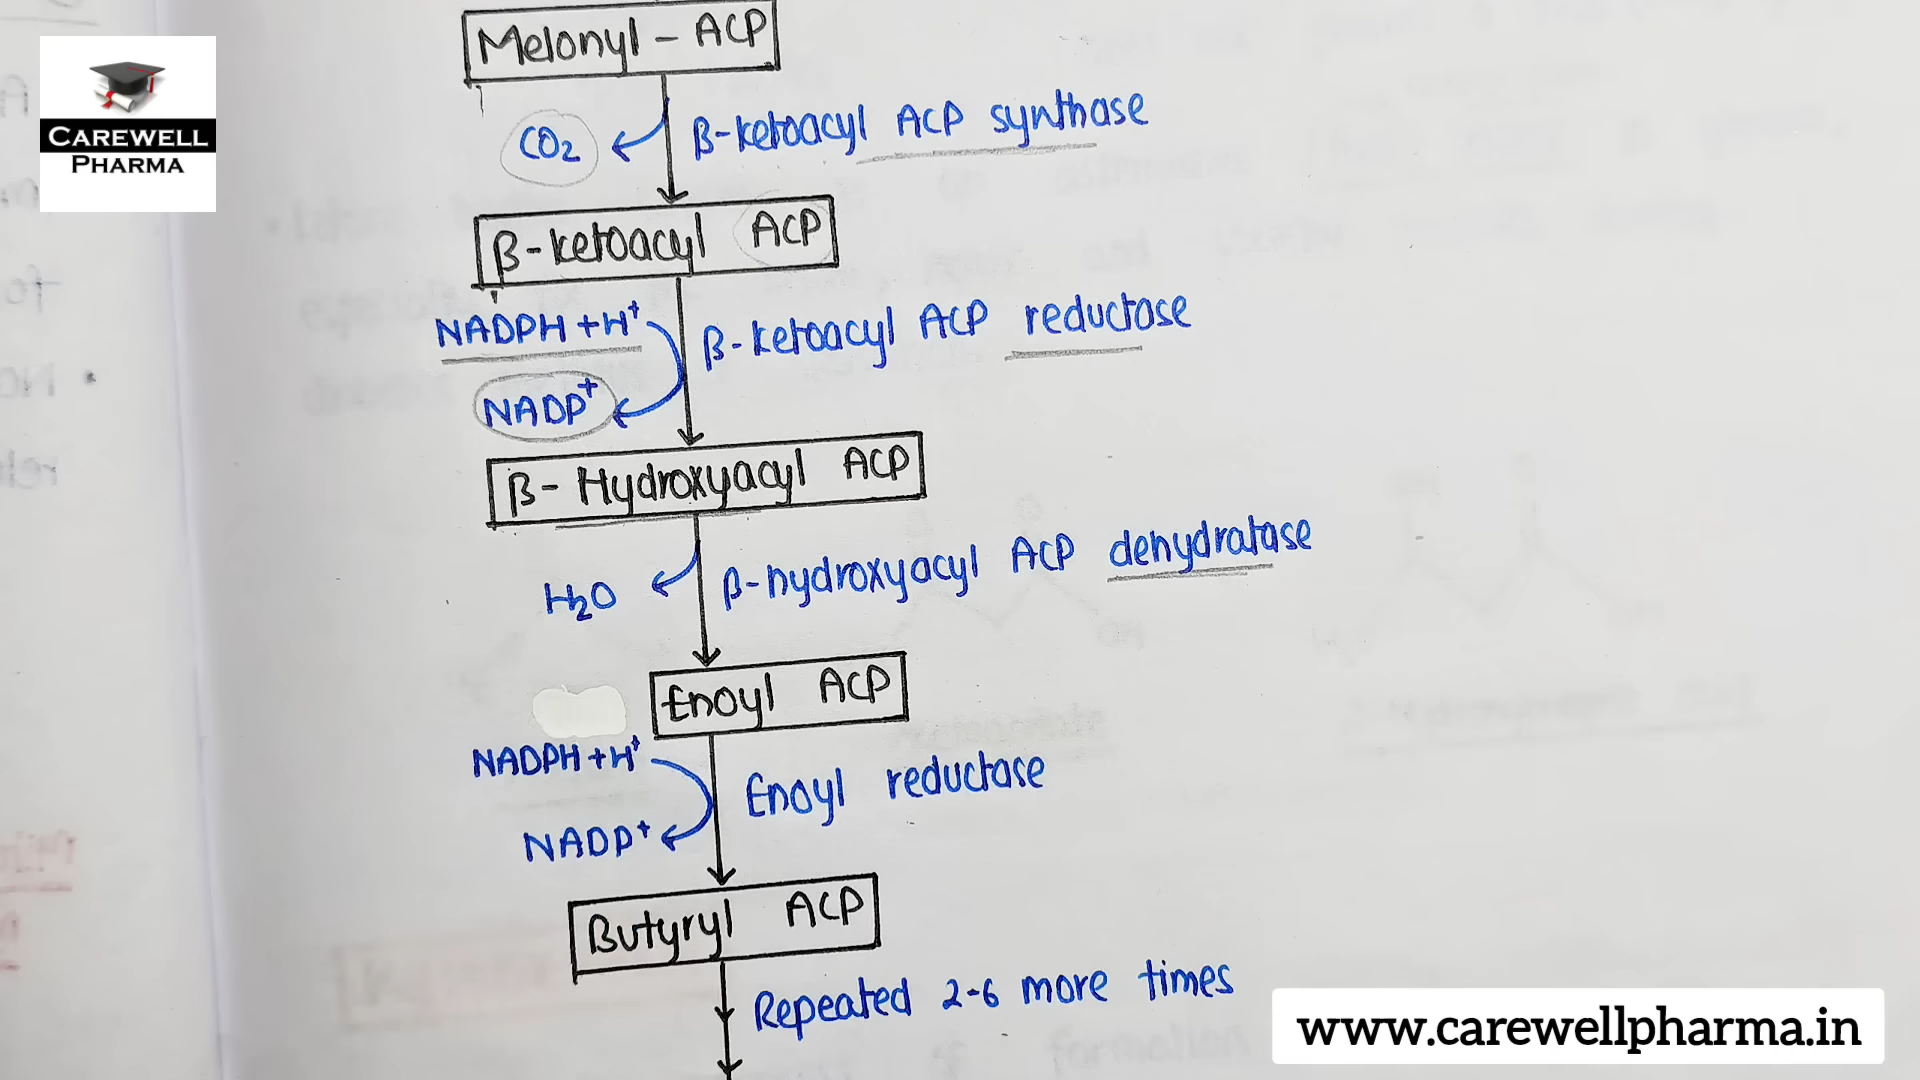 Melonyl - ACP
CAREWELL
PHARMA
CO2
β-ketoacyl ACP synthase
β-ketoacyl ACP
NADPH + H+
β-ketoacyl ACP reductase
NADP+
β- Hydroxyacyl ACP
H2O
β-hydroxyacyl ACP dehydratase
Enoyl ACP
NADPH + H+
Enoyl reductase
NADP+
Butyryl ACP
Repeated 2-6 more times
www.carewellpharma.in